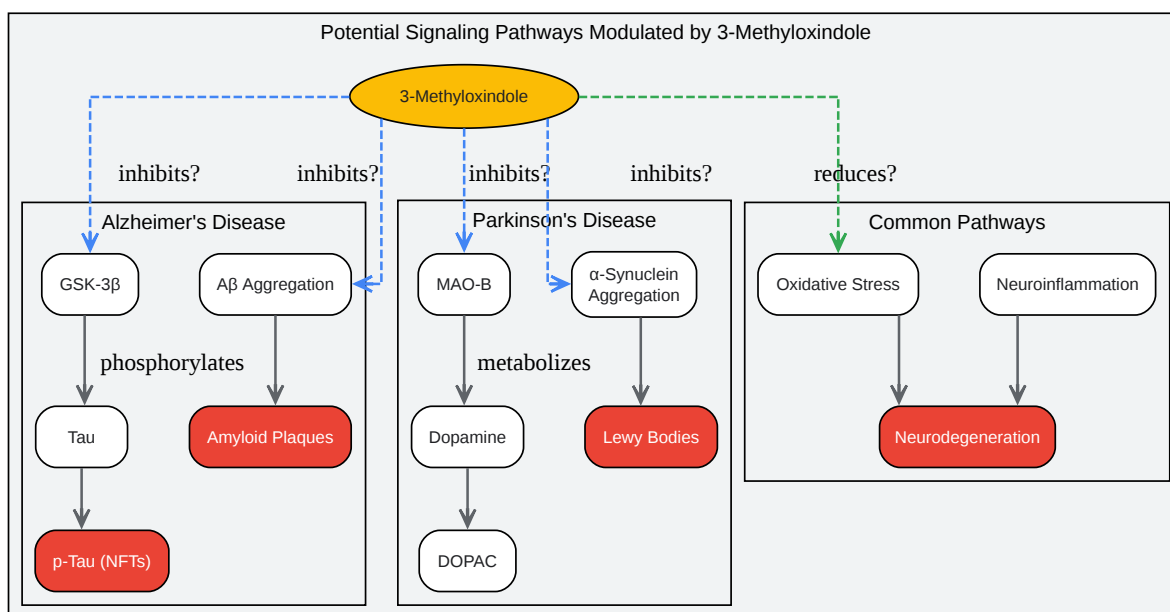 Potential Signaling Pathways Modulated by 3-Methyloxindole
3-Methyloxindole
inhibits?
inhibits?
inhibits?
inhibits?
reduces?
Alzheimer's Disease
Parkinson's Disease
Common Pathways
GSK-3β
Aβ Aggregation
MAO-B
α-Synuclein
Aggregation
Oxidative Stress
Neuroinflammation
phosphorylates
metabolizes
Tau
Amyloid Plaques
Dopamine
Lewy Bodies
Neurodegeneration
p-Tau (NFTs)
DOPAC